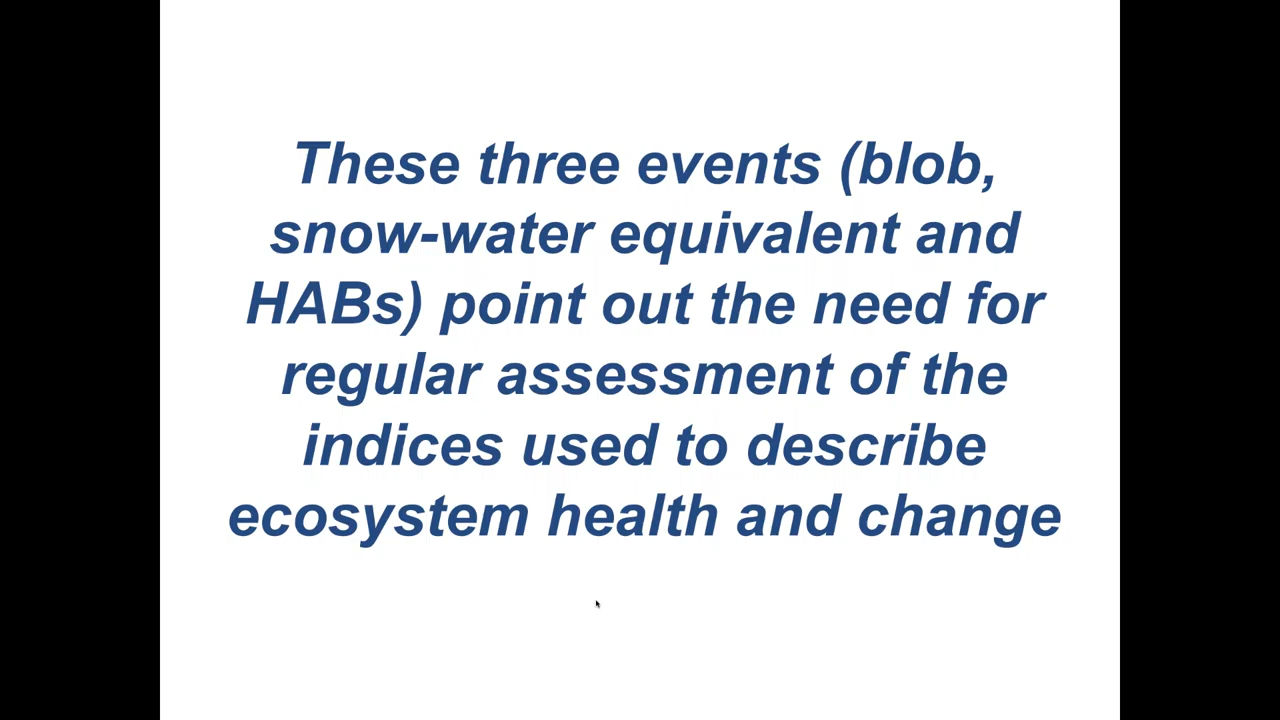 These three events (blob,
snow-water equivalent and
HABs) point out the need for
regular assessment of the
indices used to describe
ecosystem health and change